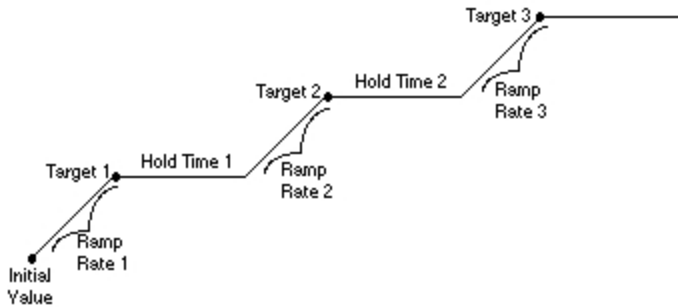 Target 3
Hold Time 2
Target 2
Ramp
Rate 3
Hold Time 1
Target 1
Ramp
Rate 2
Ramp
Rate 1
Initial
Value